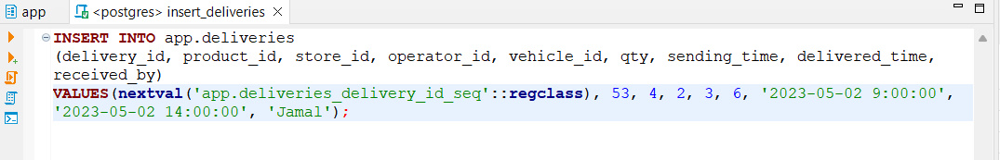 app
<postgres> insert_deliveries
INSERT INTO app.deliveries
(delivery_id, product_id, store_id, operator_id, vehicle_id, qty, sending_time, delivered_time,
received_by)
VALUES(nextval('app.deliveries_delivery_id_seq'::regclass), 53, 4, 2, 3, 6, '2023-05-02 9:00:00',
'2023-05-02 14:00:00', 'Jamal');